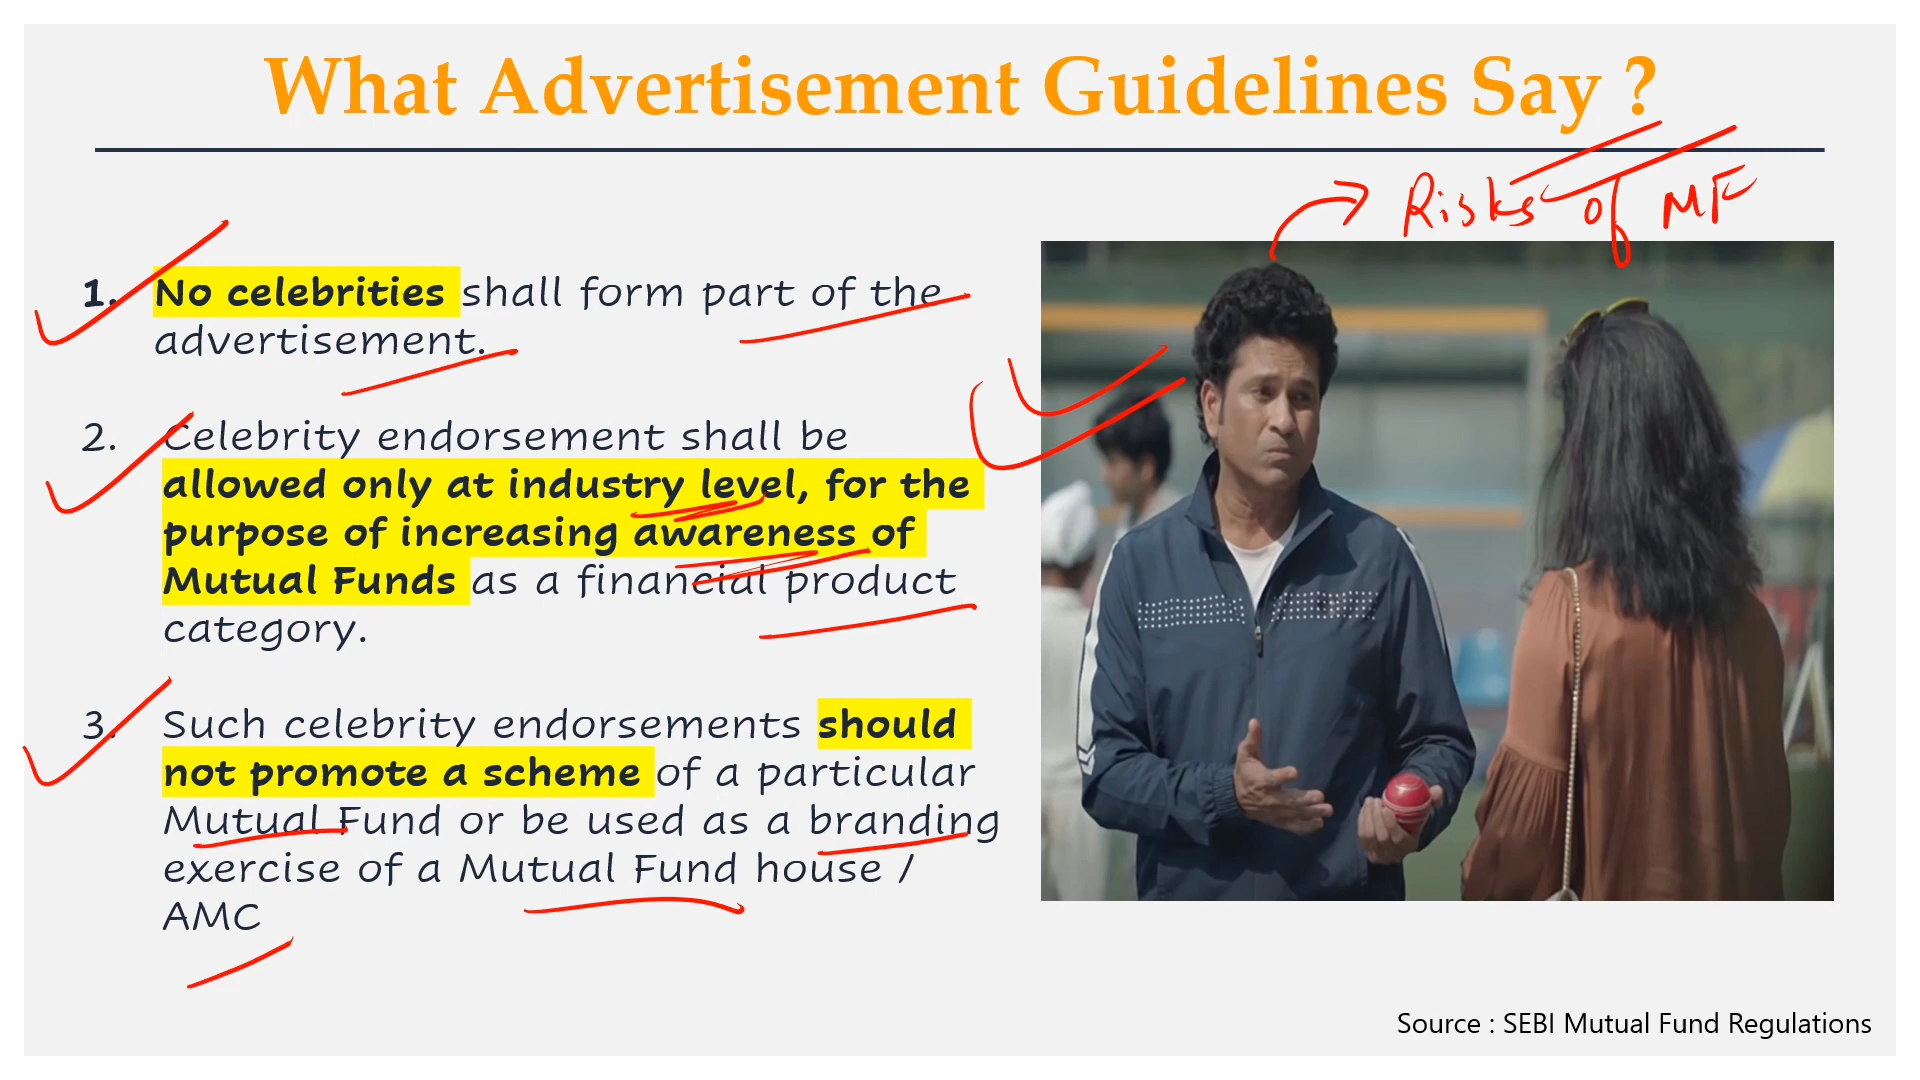 What Advertisement Guidelines Say ?
Risks of MF
1. No celebrities shall form part of the
advertisement.
2. Celebrity endorsement shall be
allowed only at industry level, for the
purpose of increasing awareness of
Mutual Funds as a financial product
category.
3. Such celebrity endorsements should
not promote a scheme of a particular
Mutual Fund or be used as a branding
exercise of a Mutual Fund house /
AMC
Source : SEBI Mutual Fund Regulations